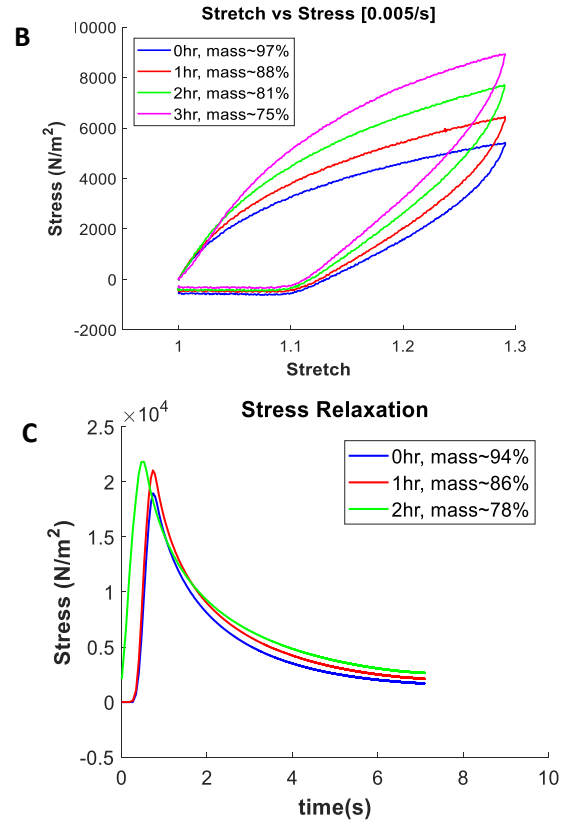 B
Stretch vs Stress [0.005/s]
0hr, mass~97%
1hr, mass~88%
2hr, mass~81%
3hr, mass~75%
Stress (N/m²)
10000
8000
6000
4000
2000
0
-2000
1 1.1 1.2 1.3
Stretch
C
×10⁴
Stress Relaxation
0hr, mass~94%
1hr, mass~86%
2hr, mass~78%
Stress (N/m²)
2.5
2
1.5
1
0.5
0
-0.5
0 2 4 6 8 10
time(s)